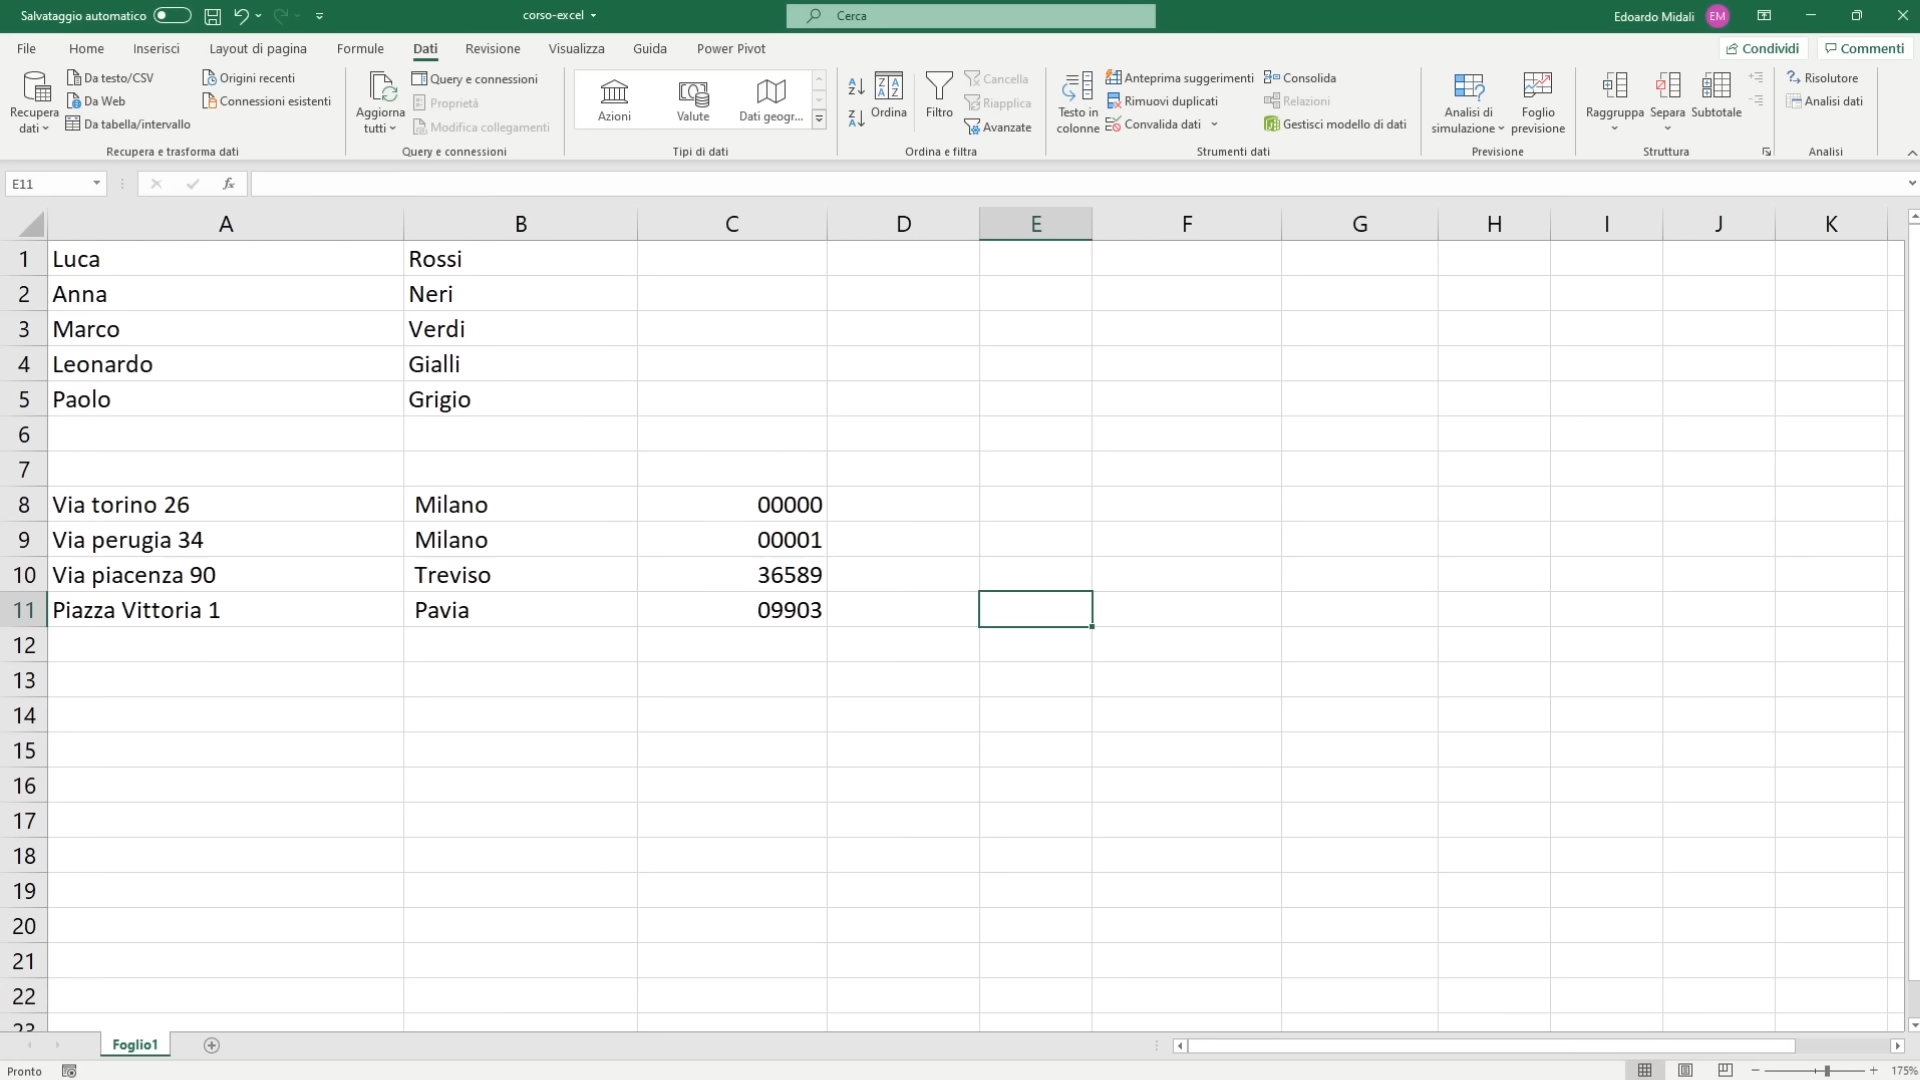 Salvataggio automatico
corso-excel
Cerca
Edoardo Midali EM
File Home Inserisci Layout di pagina Formule Dati Revisione Visualizza Guida Power Pivot Condividi Commenti
Recupera dati
Da testo/CSV
Da Web
Da tabella/intervallo
Origini recenti
Connessioni esistenti
Recupera e trasforma dati
Aggiorna tutti
Query e connessioni
Proprietà
Modifica collegamenti
Query e connessioni
Azioni Valute Dati geogr...
Tipi di dati
Ordina
Filtro
Cancella
Riapplica
Avanzate
Ordina e filtra
Testo in colonne
Anteprima suggerimenti
Rimuovi duplicati
Convalida dati
Consolida
Relazioni
Gestisci modello di dati
Strumenti dati
Analisi di simulazione
Foglio previsione
Previsione
Raggruppa Separa Subtotale
Struttura
Risolutore
Analisi dati
Analisi
E11 fx
A B C D E F G H I J K
1 Luca Rossi
2 Anna Neri
3 Marco Verdi
4 Leonardo Gialli
5 Paolo Grigio
6
7
8 Via torino 26 Milano 00000
9 Via perugia 34 Milano 00001
10 Via piacenza 90 Treviso 36589
11 Piazza Vittoria 1 Pavia 09903
12
13
14
15
16
17
18
19
20
21
22
23
Foglio1
Pronto
175%